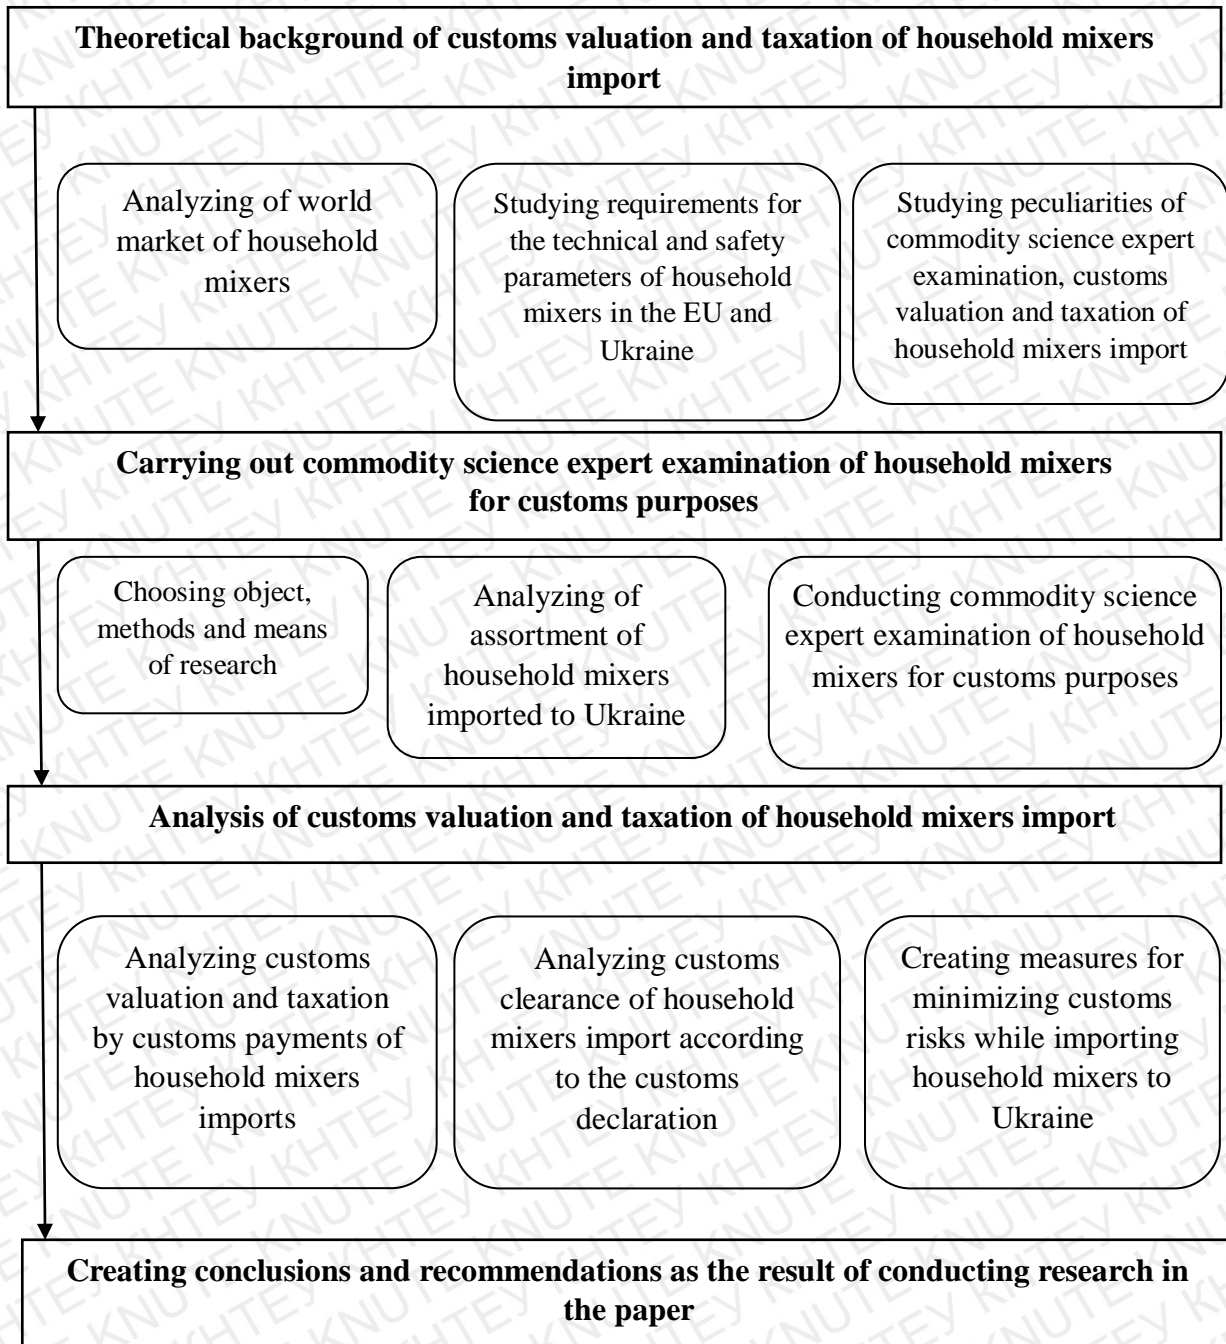 Theoretical background of customs valuation and taxation of household mixers
import
Analyzing of world
market of household
mixers
Studying requirements for
the technical and safety
parameters of household
mixers in the EU and
Ukraine
Studying peculiarities of
commodity science expert
examination, customs
valuation and taxation of
household mixers import
Carrying out commodity science expert examination of household mixers
for customs purposes
Choosing object,
methods and means
of research
Analyzing of
assortment of
household mixers
imported to Ukraine
Conducting commodity science
expert examination of household
mixers for customs purposes
Analysis of customs valuation and taxation of household mixers import
Analyzing customs
valuation and taxation
by customs payments of
household mixers
imports
Analyzing customs
clearance of household
mixers import according
to the customs
declaration
Creating measures for
minimizing customs
risks while importing
household mixers to
Ukraine
Creating conclusions and recommendations as the result of conducting research in
the paper